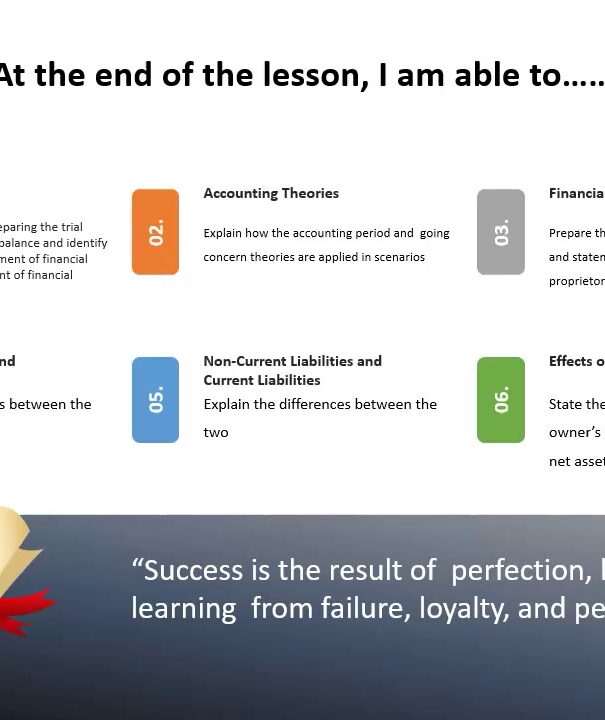 At the end of the lesson, I am able to.....
eparing the trial
balance and identify
ment of financial
nt of financial
02.
Accounting Theories
Explain how the accounting period and going
concern theories are applied in scenarios
03.
Financia
Prepare th
and staten
proprietor
nd
s between the
05.
Non-Current Liabilities and
Current Liabilities
Explain the differences between the
two
06.
Effects o
State the
owner's
net asset
“Success is the result of perfection, 
learning from failure, loyalty, and pe